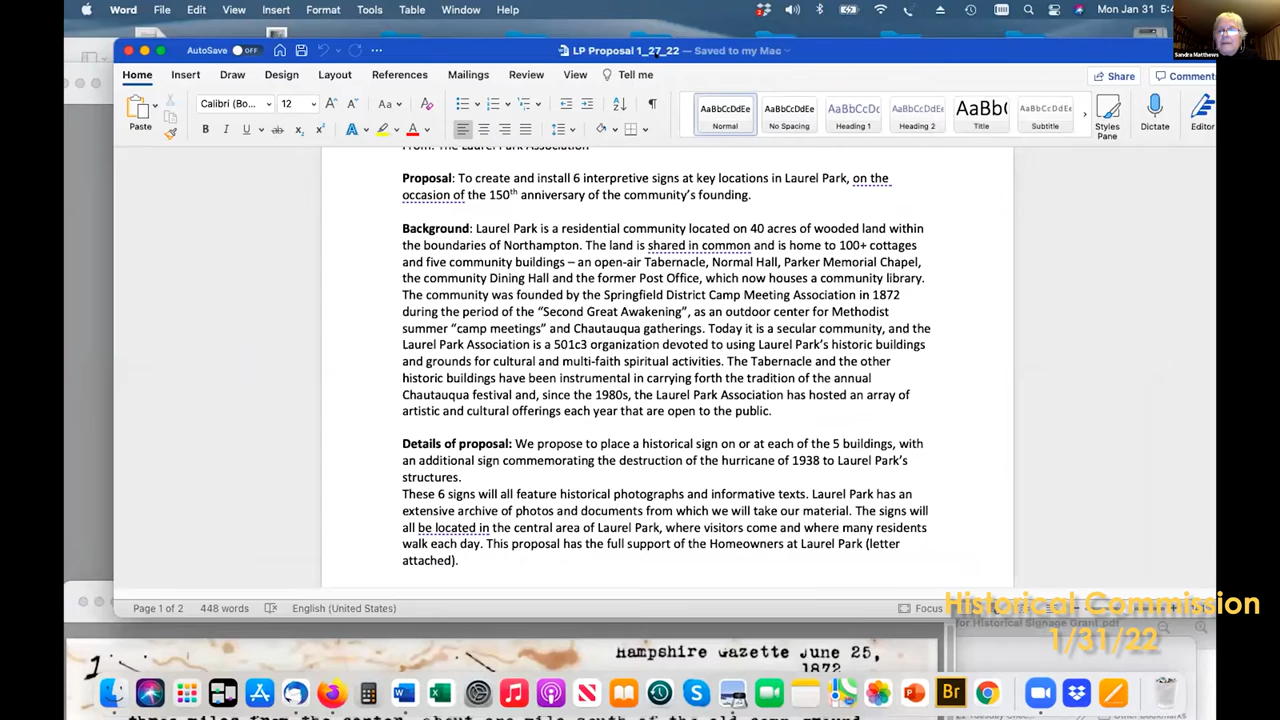 Word File Edit View Insert Format Tools Table Window Help Mon Jan 31
Sandra Matthews
AutoSave OFF LP Proposal 1_27_22 — Saved to my Mac
Home Insert Draw Design Layout References Mailings Review View Tell me Share Comments
Paste Calibri (Bo... 12 Styles Pane Dictate Editor
AaBbCcDdEe AaBbCcDdEe AaBbCcDc AaBbCcDdEe AaBbC AaBbCcDdEe
Normal No Spacing Heading 1 Heading 2 Title Subtitle
From: The Laurel Park Association
Proposal: To create and install 6 interpretive signs at key locations in Laurel Park, on the
occasion of the 150th anniversary of the community's founding.
Background: Laurel Park is a residential community located on 40 acres of wooded land within
the boundaries of Northampton. The land is shared in common and is home to 100+ cottages
and five community buildings – an open-air Tabernacle, Normal Hall, Parker Memorial Chapel,
the community Dining Hall and the former Post Office, which now houses a community library.
The community was founded by the Springfield District Camp Meeting Association in 1872
during the period of the "Second Great Awakening", as an outdoor center for Methodist
summer "camp meetings" and Chautauqua gatherings. Today it is a secular community, and the
Laurel Park Association is a 501c3 organization devoted to using Laurel Park's historic buildings
and grounds for cultural and multi-faith spiritual activities. The Tabernacle and the other
historic buildings have been instrumental in carrying forth the tradition of the annual
Chautauqua festival and, since the 1980s, the Laurel Park Association has hosted an array of
artistic and cultural offerings each year that are open to the public.
Details of proposal: We propose to place a historical sign on or at each of the 5 buildings, with
an additional sign commemorating the destruction of the hurricane of 1938 to Laurel Park's
structures.
These 6 signs will all feature historical photographs and informative texts. Laurel Park has an
extensive archive of photos and documents from which we will take our material. The signs will
all be located in the central area of Laurel Park, where visitors come and where many residents
walk each day. This proposal has the full support of the Homeowners at Laurel Park (letter
attached).
Page 1 of 2 448 words English (United States) Focus
Historical Commission
for Historical Signage Grant.pdf
1/31/22
1 Hampshire Gazette June 25,
1872